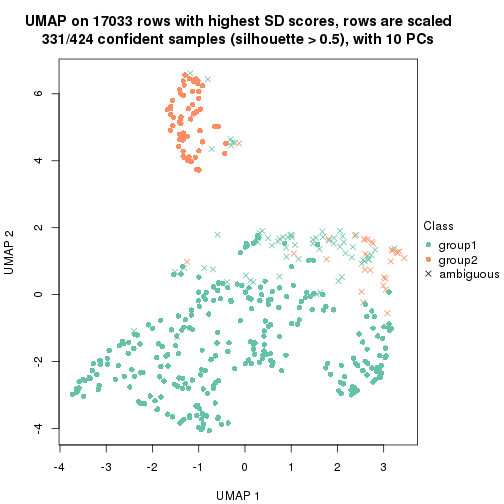 UMAP on 17033 rows with highest SD scores, rows are scaled
331/424 confident samples (silhouette > 0.5), with 10 PCs
6
4
2
0
-2
-4
UMAP 2
-4
-3
-2
-1
0
1
2
3
UMAP 1
Class
group1
group2
ambiguous